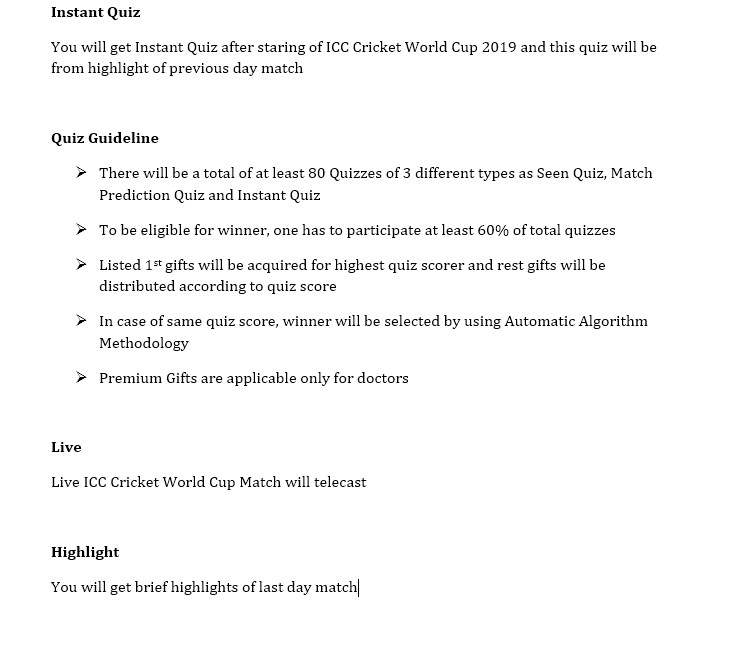 Instant Quiz
You will get Instant Quiz after staring of ICC Cricket World Cup 2019 and this quiz will be
from highlight of previous day match
Quiz Guideline
➢ There will be a total of at least 80 Quizzes of 3 different types as Seen Quiz, Match
Prediction Quiz and Instant Quiz
➢ To be eligible for winner, one has to participate at least 60% of total quizzes
➢ Listed 1st gifts will be acquired for highest quiz scorer and rest gifts will be
distributed according to quiz score
➢ In case of same quiz score, winner will be selected by using Automatic Algorithm
Methodology
➢ Premium Gifts are applicable only for doctors
Live
Live ICC Cricket World Cup Match will telecast
Highlight
You will get brief highlights of last day match